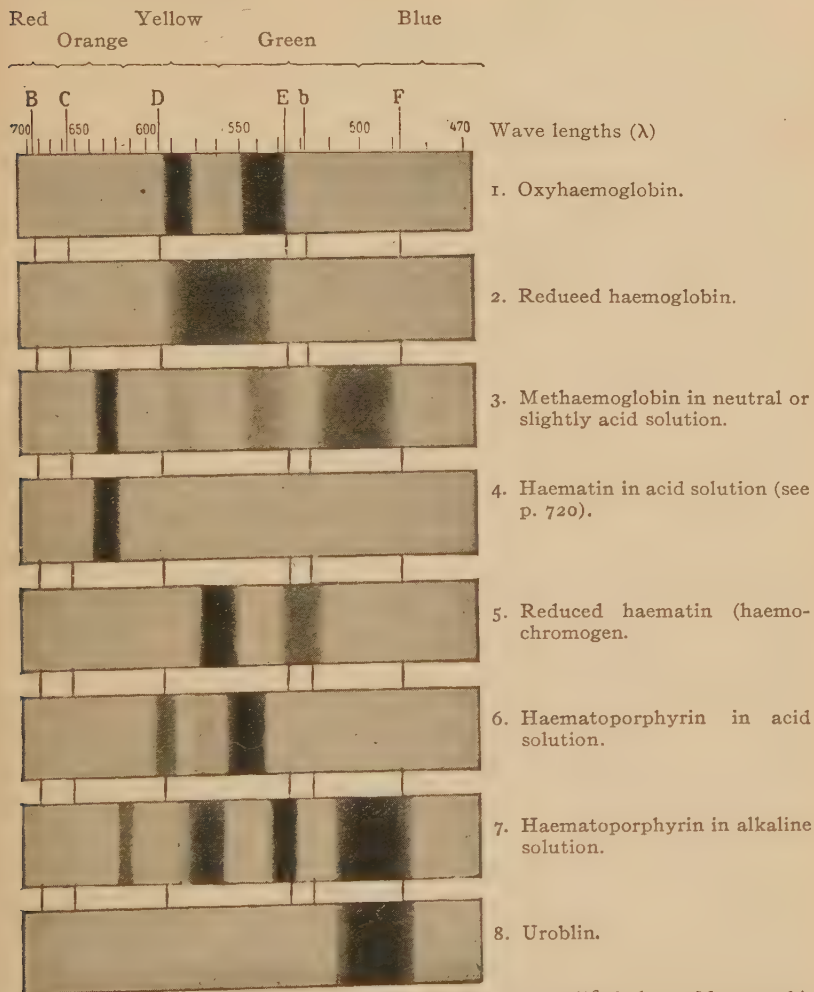 Red Yellow Blue
Orange Green
B C D E b F
700 650 600 550 500 470 Wave lengths (λ)
1. Oxyhaemoglobin.
2. Redueed haemoglobin.
3. Methaemoglobin in neutral or
slightly acid solution.
4. Haematin in acid solution (see
p. 720).
5. Reduced haematin (haemo-
chromogen.
6. Haematoporphyrin in acid
solution.
7. Haematoporphyrin in alkaline
solution.
8. Uroblin.